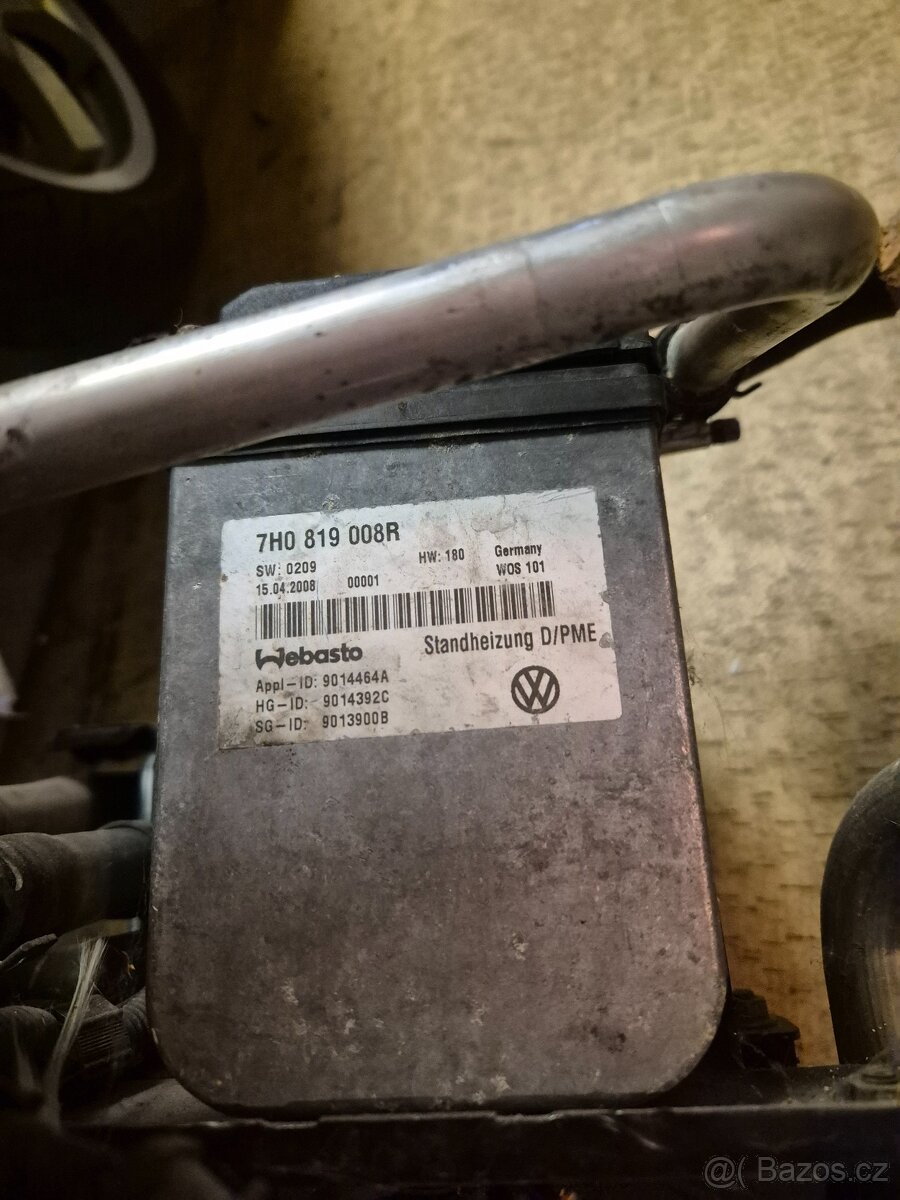 7H0 819 008R
SW: 0209 HW: 180 Germany
15.04.2008 00001 WOS 101
Webasto Standheizung D/PME
Appl-ID: 9014464A
HG-ID: 9014392C
SG-ID: 9013900B
@( Bazos.cz